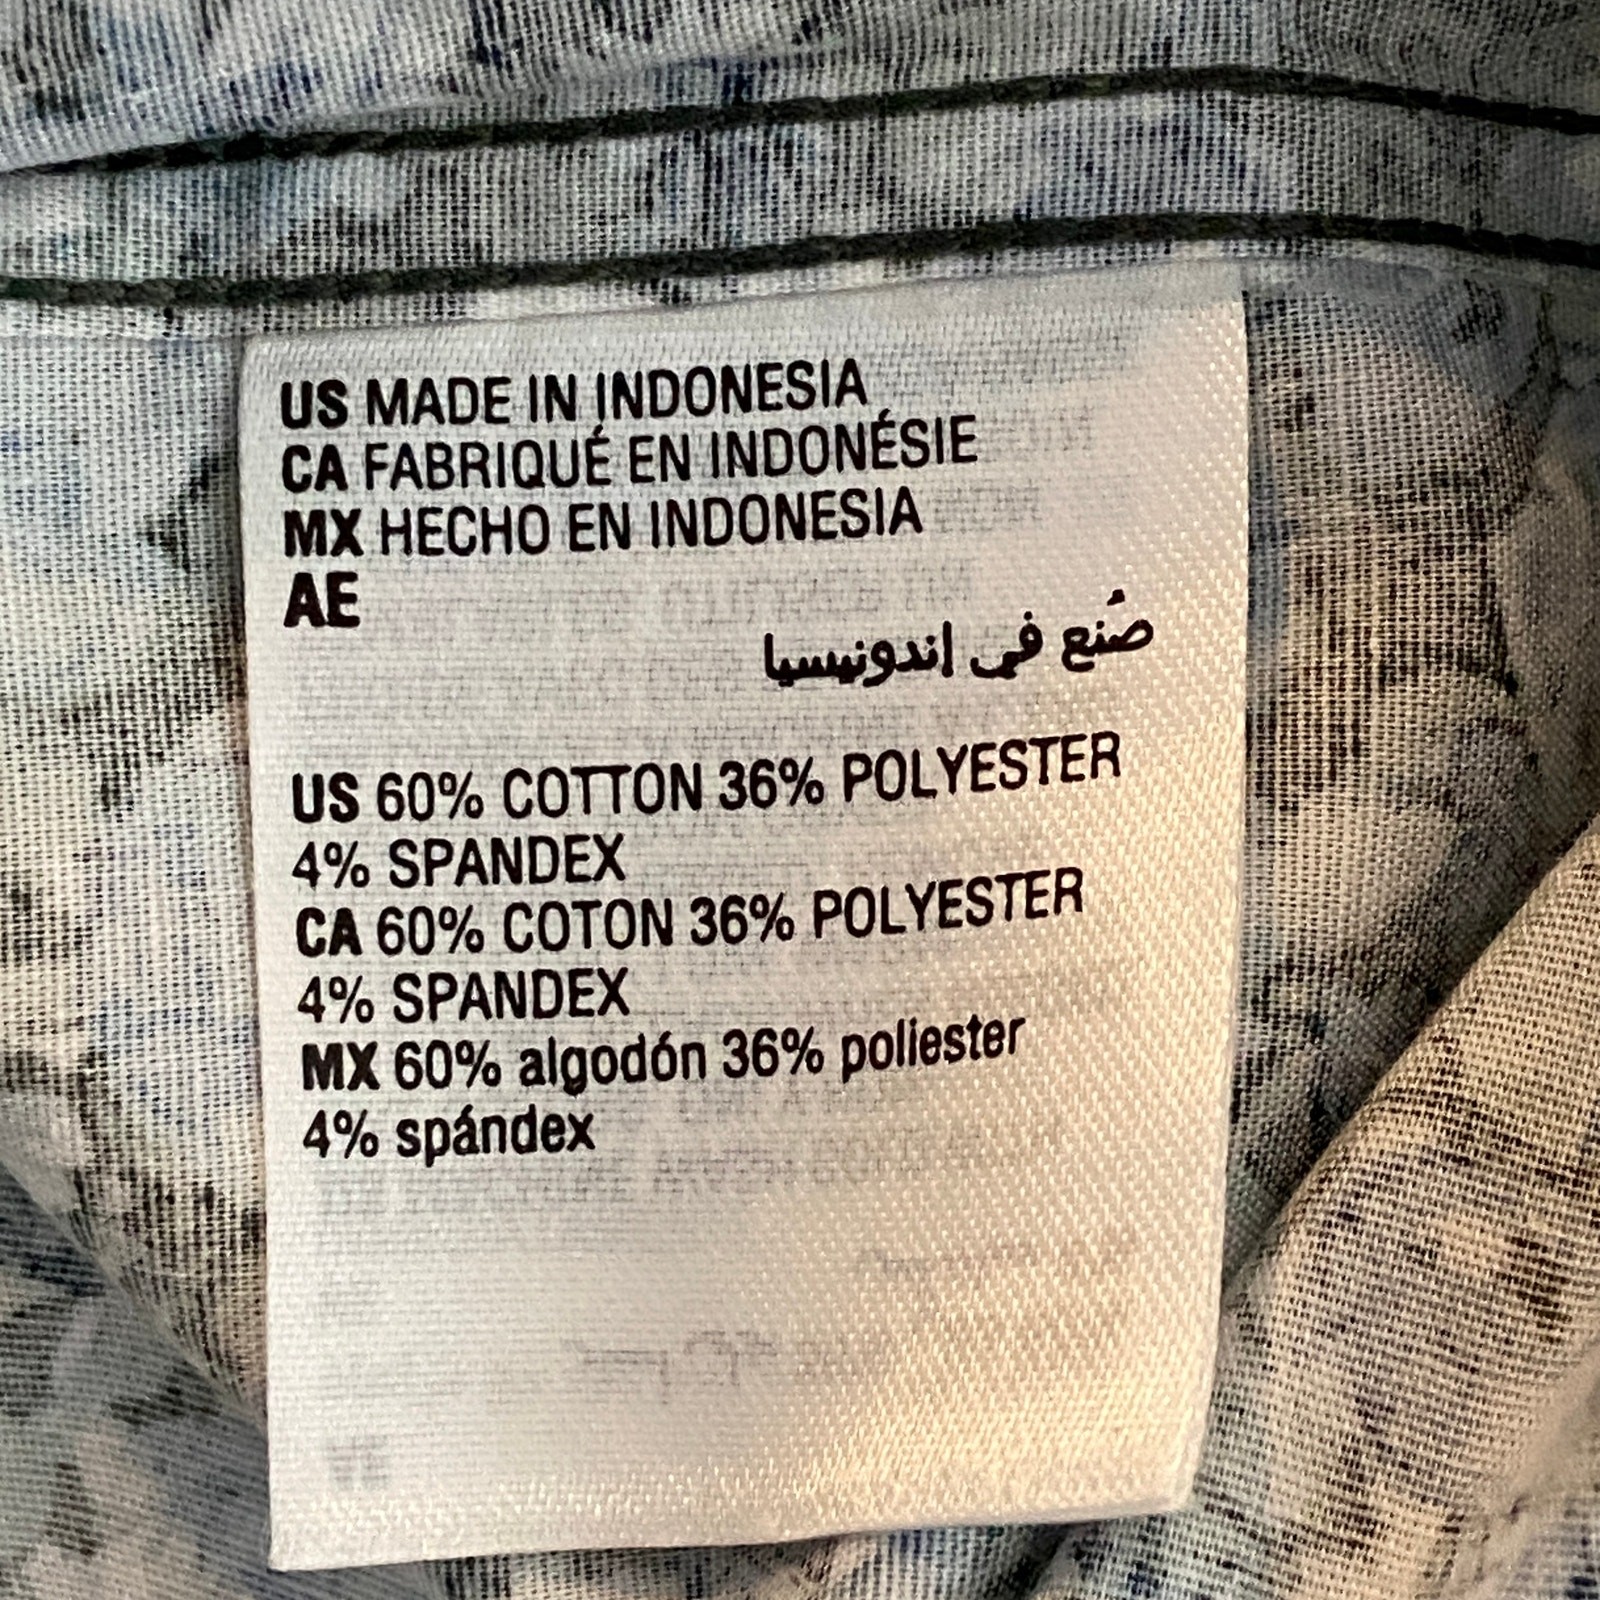 US MADE IN INDONESIA
CA FABRIQUÉ EN INDONÉSIE
MX HECHO EN INDONESIA
AE
صُنع في اندونيسيا
US 60% COTTON 36% POLYESTER
4% SPANDEX
CA 60% COTON 36% POLYESTER
4% SPANDEX
MX 60% algodón 36% poliester
4% spándex